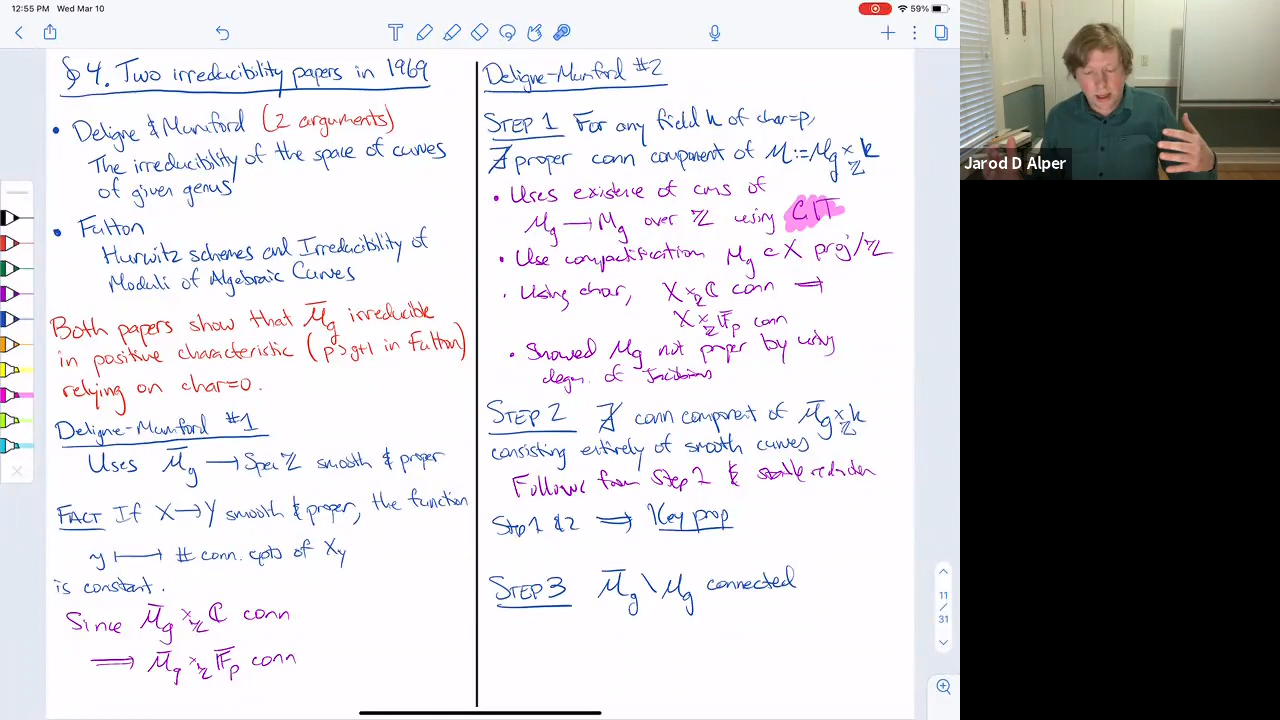 12:55 PM Wed Mar 10
59%
§4. Two irreducibility papers in 1969
• Deligne & Mumford (2 arguments)
The irreducibility of the space of curves
of given genus
• Fulton
Hurwitz schemes and Irreducibility of
Moduli of Algebraic Curves
Both papers show that M̄g irreducible
in positive characteristic (p>g+1 in Fulton)
relying on char=0.
Deligne-Mumford #1
Uses M̄g → Spec ℤ smooth & proper
FACT If X → Y smooth & proper, the function
y ↦ # conn. cpts of Xy
is constant.
Since M̄g ×ℤ ℂ conn
⟹ M̄g ×ℤ 𝔽̄p conn
Deligne-Mumford #2
STEP 1 For any field k of char=p,
∄ proper conn component of M := Mg ×ℤ k
• Uses existence of cms of
Mg → Mg over ℤ using GIT
• Use compactification Mg ⊂ X proj/ℤ
• Using char, X ×ℤ ℂ conn ⟹
X ×ℤ 𝔽̄p conn
• Showed Mg not proper by using
degen. of Jacobians
STEP 2 ∄ conn component of M̄g ×ℤ k
consisting entirely of smooth curves
Follows from Step 2 & stable reduction
Step 1 & 2 ⟹ Key prop
STEP 3 M̄g \ Mg connected
11
/
31
Jarod D Alper